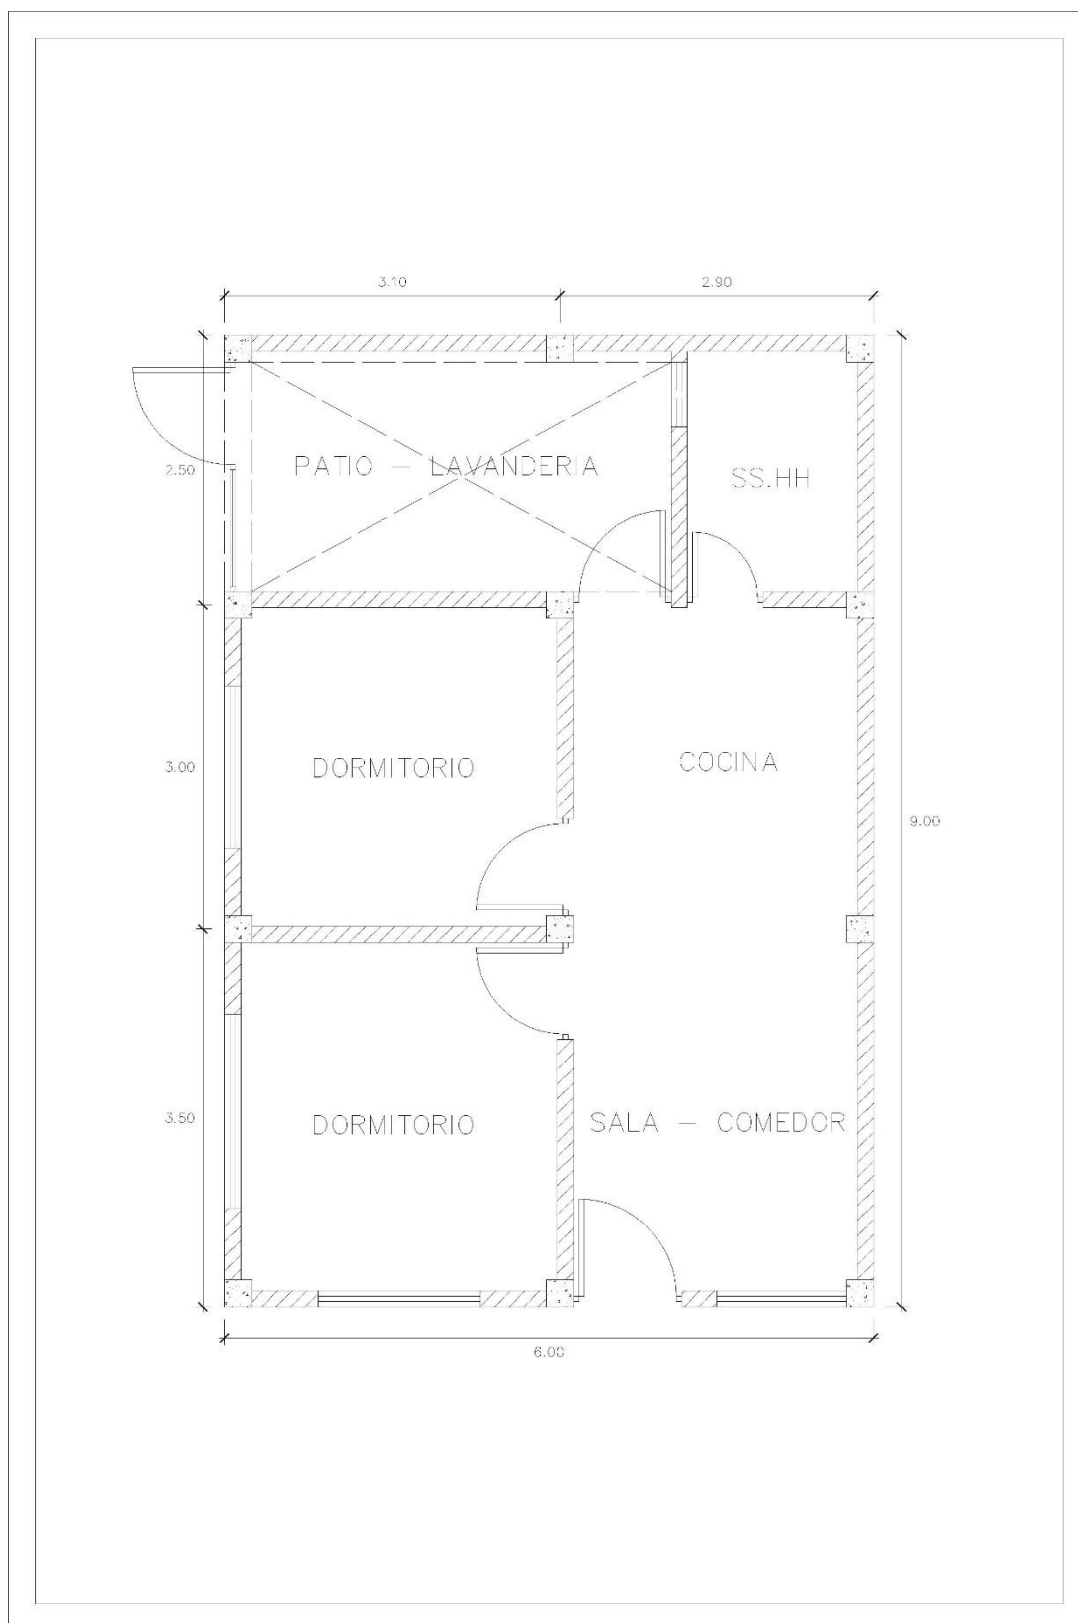 3.10
2.90
2.50
PATIO - LAVANDERIA
SS.HH
3.00
DORMITORIO
COCINA
9.00
3.50
DORMITORIO
SALA - COMEDOR
6.00